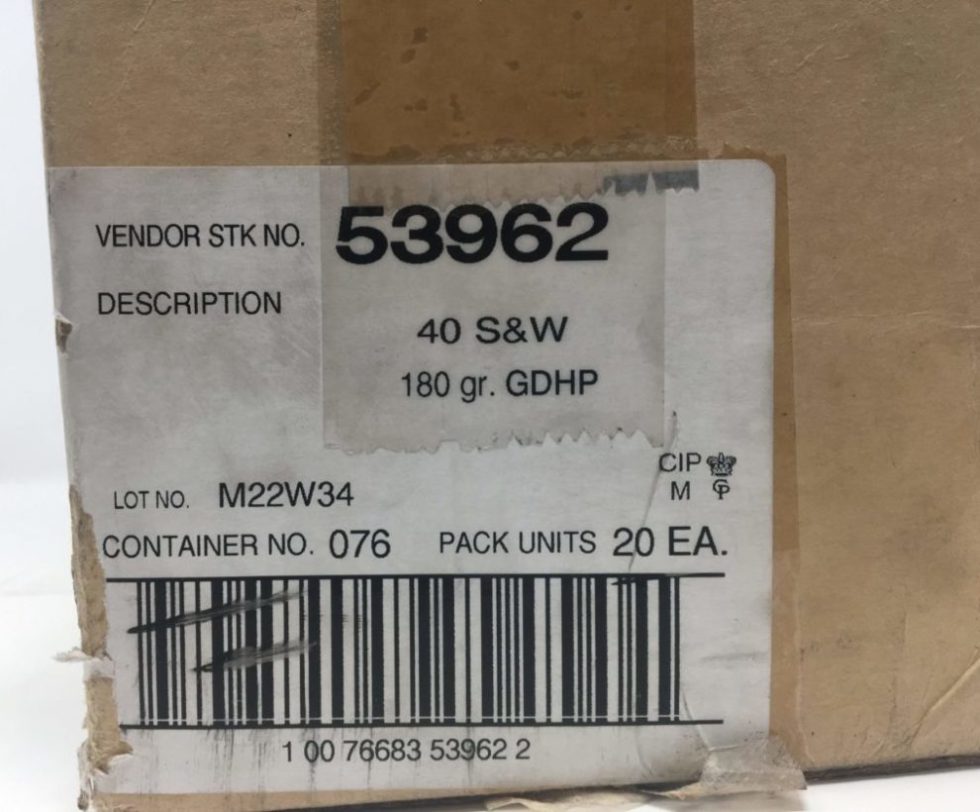 VENDOR STK NO. 53962
DESCRIPTION
40 S&W
180 gr. GDHP
CIP
M GP
LOT NO. M22W34
CONTAINER NO. 076 PACK UNITS 20 EA.
1 00 76683 53962 2